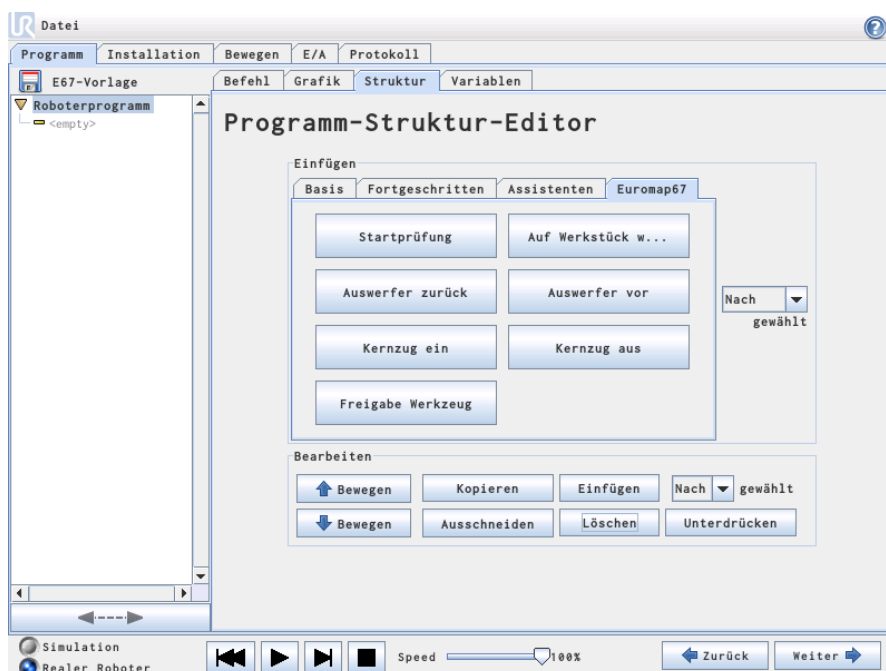 UR Datei ?
Programm Installation Bewegen E/A Protokoll
E67-Vorlage Befehl Grafik Struktur Variablen
Roboterprogramm
<empty>
Programm-Struktur-Editor
Einfügen
Basis Fortgeschritten Assistenten Euromap67
Startprüfung Auf Werkstück w...
Auswerfer zurück Auswerfer vor
Nach
gewählt
Kernzug ein Kernzug aus
Freigabe Werkzeug
Bearbeiten
Bewegen Kopieren Einfügen Nach gewählt
Bewegen Ausschneiden Löschen Unterdrücken
Simulation
Realer Roboter
Speed 100%
Zurück Weiter